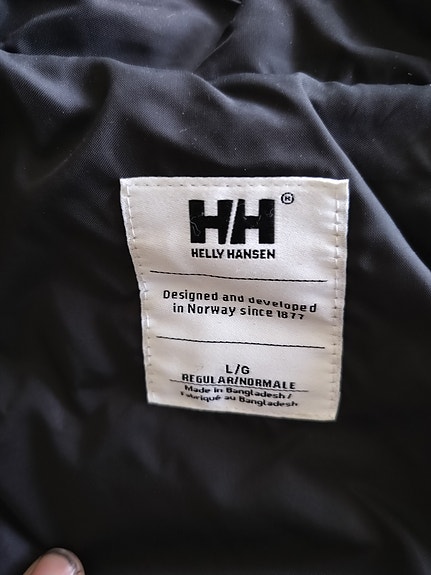 HH®
HELLY HANSEN
Designed and developed
in Norway since 1877
L/G
REGULAR/NORMALE
Made in Bangladesh /
Fabriqué au Bangladesh